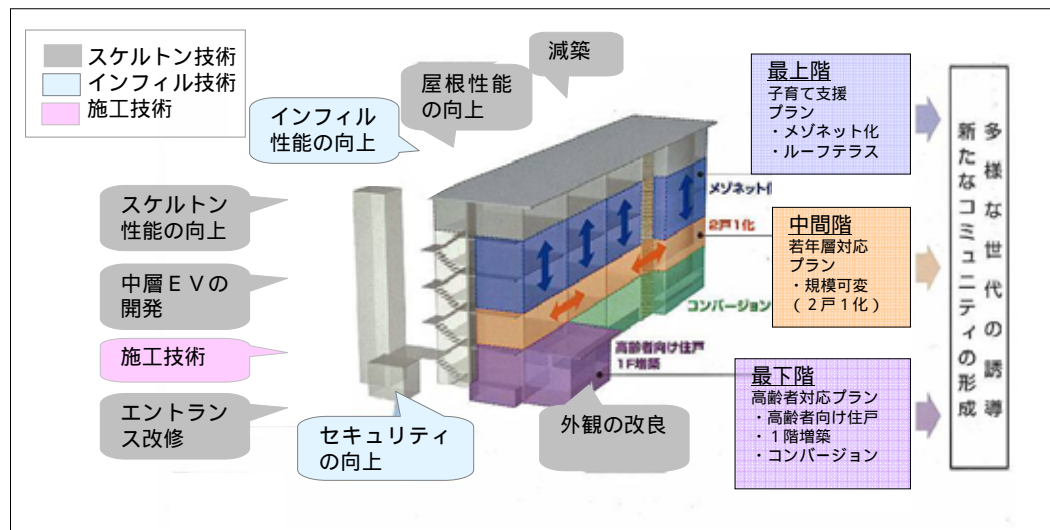 スケルトン技術
インフィル技術
施工技術
減築
屋根性能
の向上
インフィル
性能の向上
スケルトン
性能の向上
中層ＥＶの
開発
施工技術
エントラン
ス改修
セキュリティ
の向上
外観の改良
メゾネット化
2戸1化
コンバージョン
高齢者向け住戸
1F増築
最上階
子育て支援
プラン
・メゾネット化
・ルーフテラス
中間階
若年層対応
プラン
・規模可変
（２戸１化）
最下階
高齢者対応プラン
・高齢者向け住戸
・１階増築
・コンバージョン
多様な世代の誘導
新たなコミュニティの形成